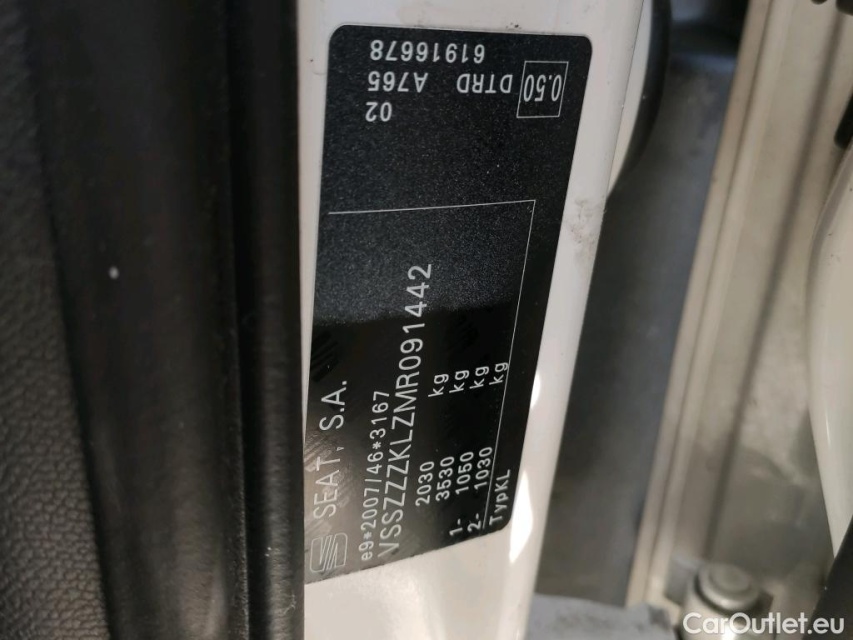 SEAT, S.A.
e9*2007/46*3167
VSSZZZKLZMR091442
2030 kg
3530 kg
1- 1050 kg
2- 1030 kg
TypKL
61916678
DTRD A765
0.50
02
CarOutlet.eu